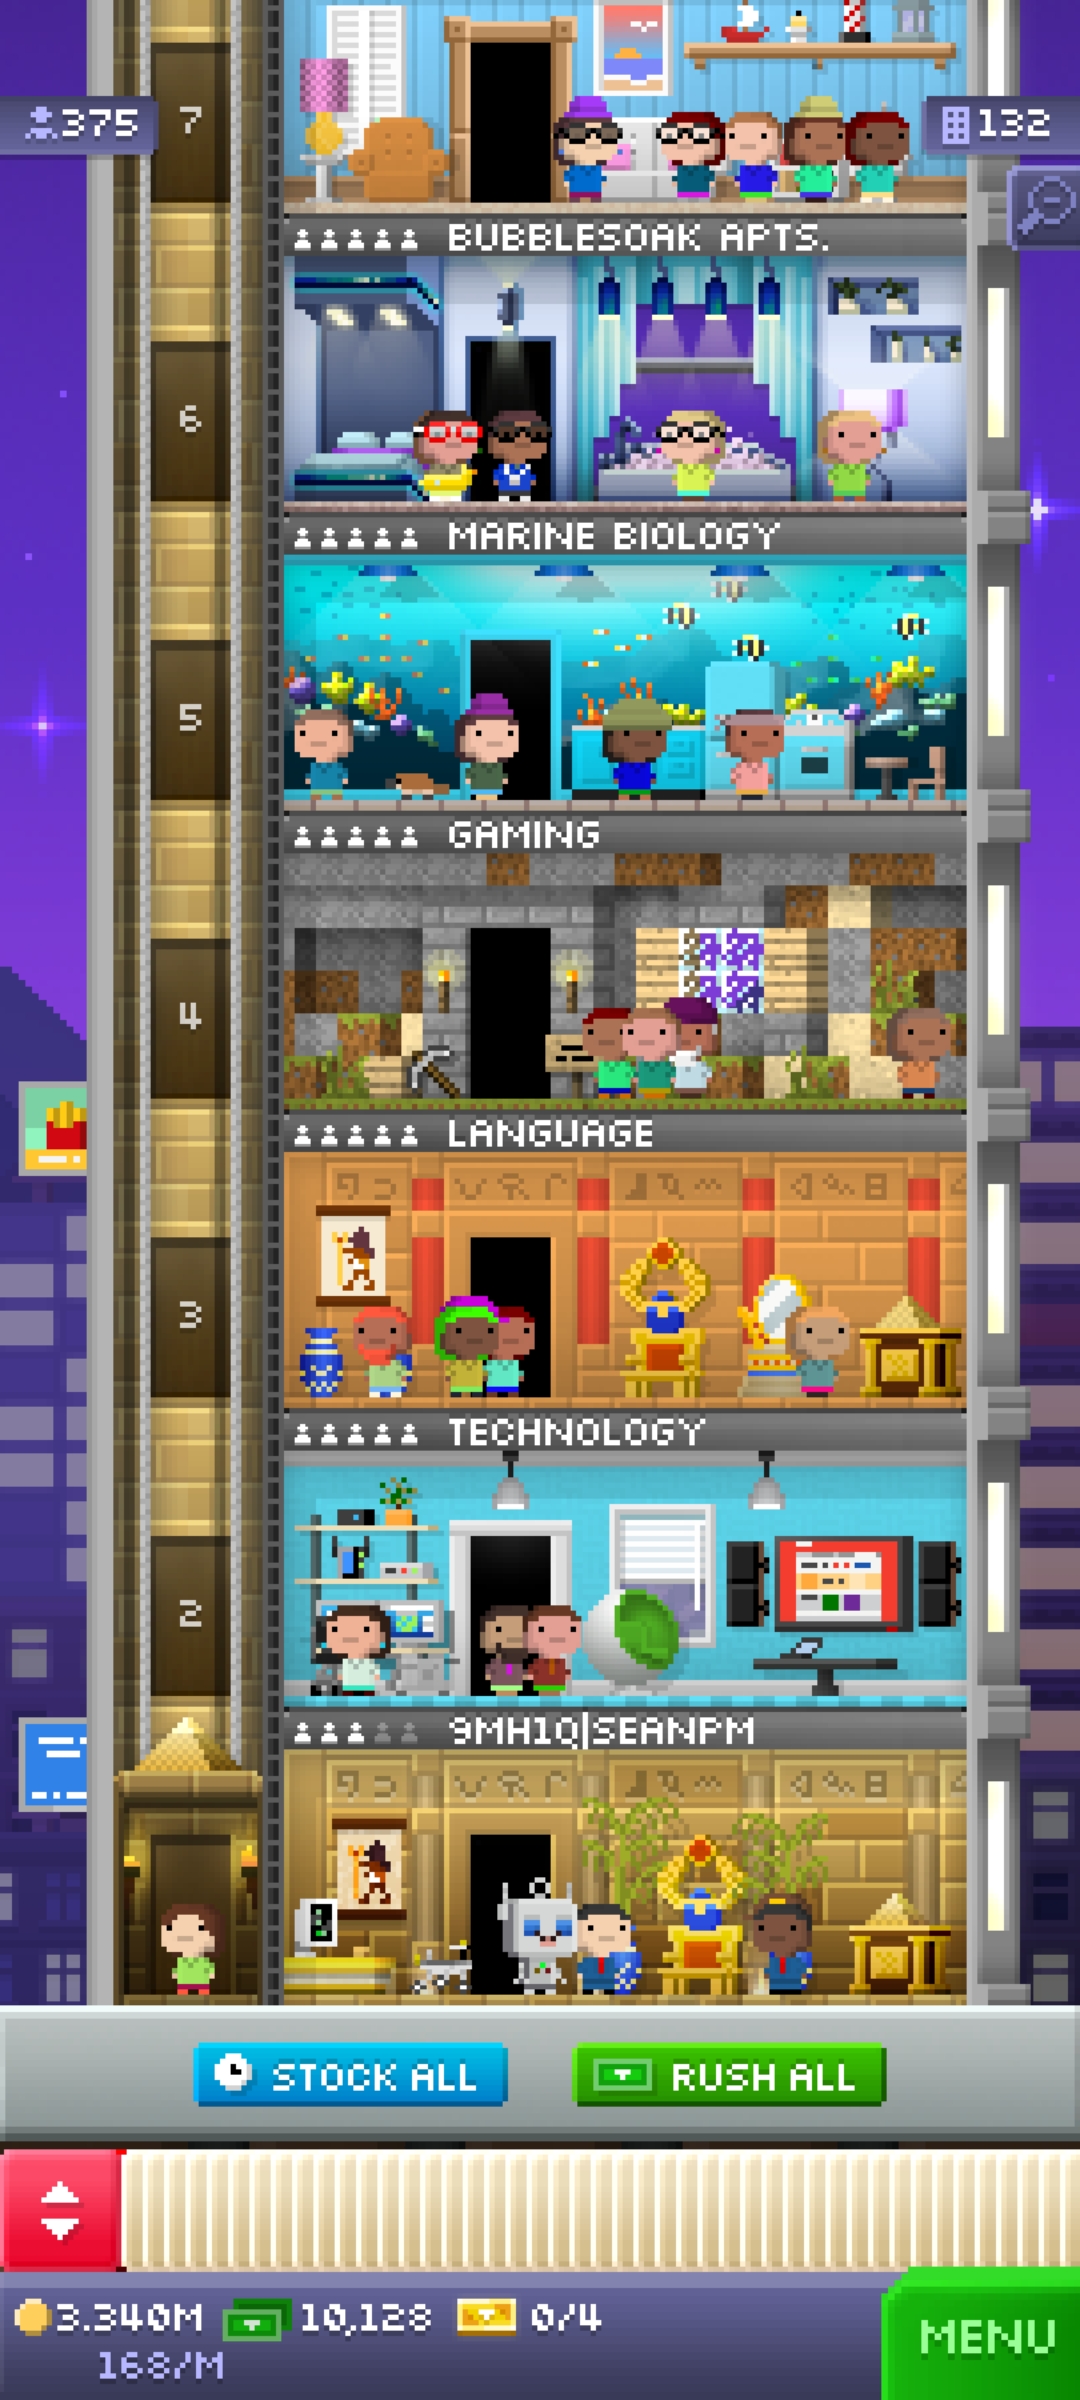 375
7
132
BUBBLESOAK APTS.
6
MARINE BIOLOGY
5
GAMING
4
LANGUAGE
3
TECHNOLOGY
2
9MH1Q|SEANPM
STOCK ALL
RUSH ALL
3.340M 10,128 0/4
168/M
MENU